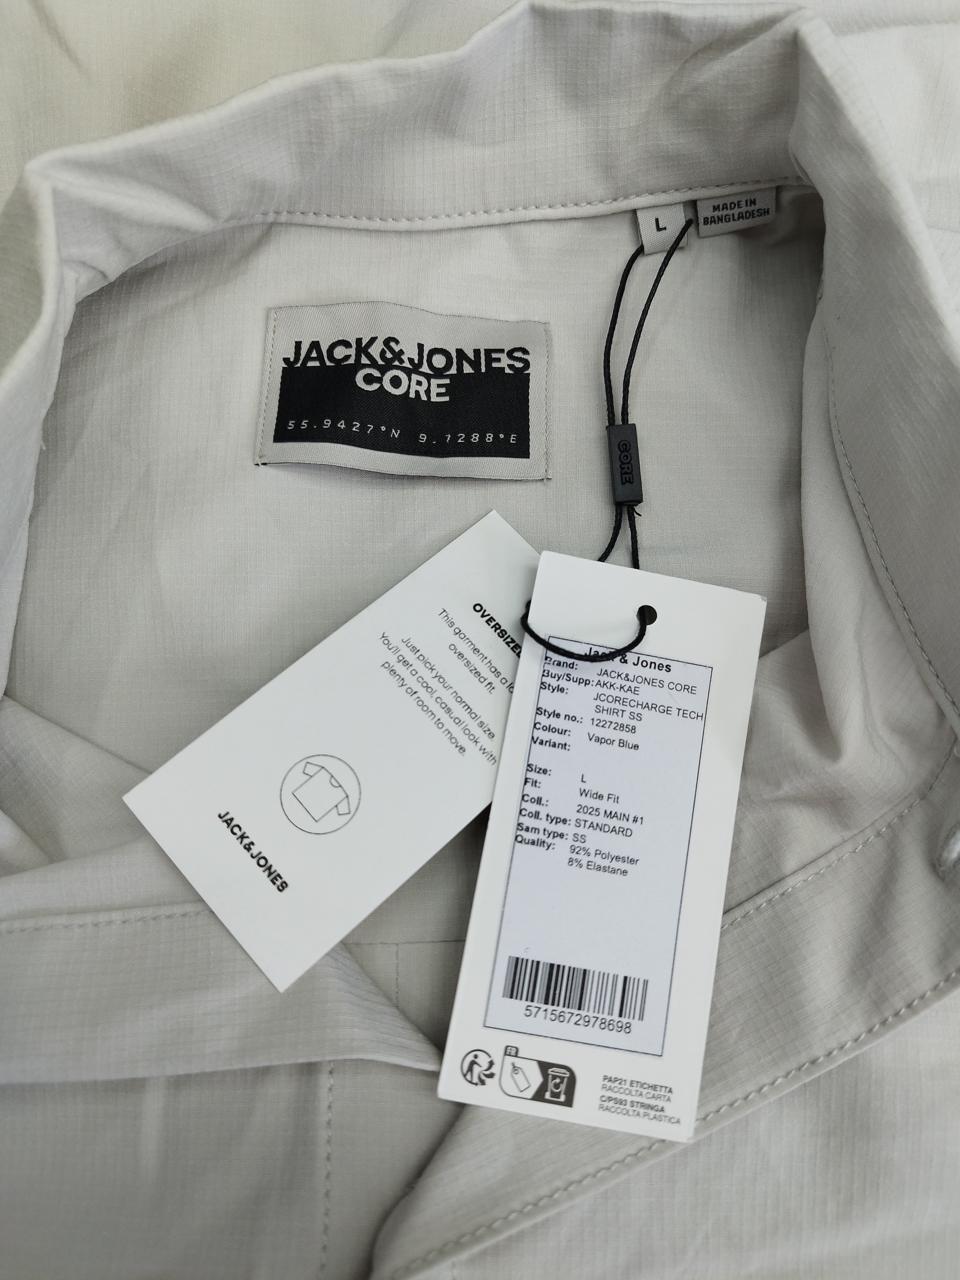 L
MADE IN
BANGLADESH
JACK&JONES
CORE
55.9427°N 9.7288°E
CORE
OVERSIZED
This garment has a
oversized fit.
Just pick your normal size.
You'll get a cool, casual look with
plenty of room to move.
JACK&JONES
Jack & Jones
Brand: JACK&JONES CORE
Buy/Supp: AKK-KAE
Style: JCORECHARGE TECH
SHIRT SS
Style no.: 12272858
Colour: Vapor Blue
Variant:
Size: L
Fit: Wide Fit
Coll.: 2025 MAIN #1
Coll. type: STANDARD
Sam type: SS
Quality: 92% Polyester
8% Elastane
5715672978698
FR
PAP21 ETICHETTA
RACCOLTA CARTA
C/PS93 STRINGA
RACCOLTA PLASTICA